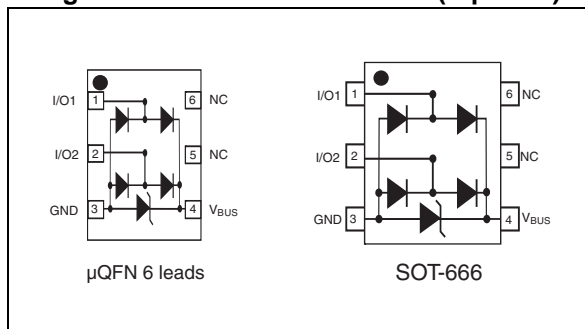 I/O1 1 6 NC
I/O2 2 5 NC
GND 3 4 VBUS
µQFN 6 leads
I/O1 1 6 NC
I/O2 2 5 NC
GND 3 4 VBUS
SOT-666